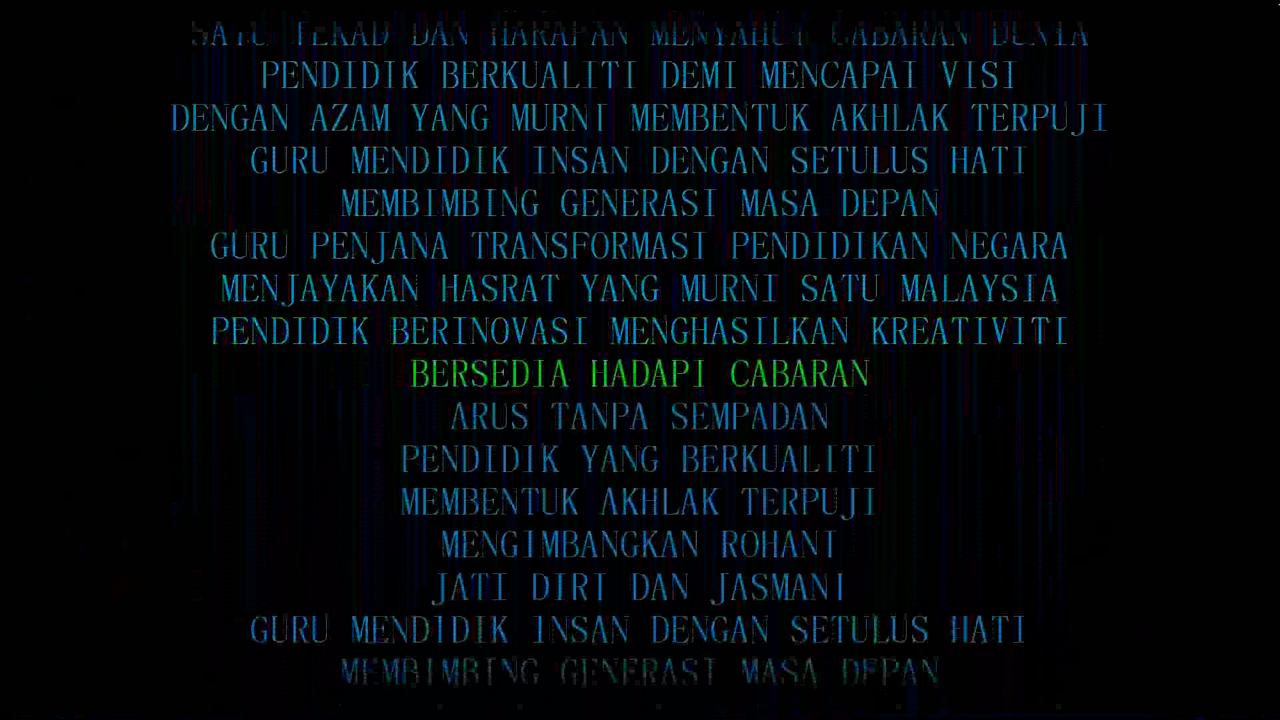 SATU TEKAD DAN HARAPAN MENYAHUT CABARAN DUNIA
PENDIDIK BERKUALITI DEMI MENCAPAI VISI
DENGAN AZAM YANG MURNI MEMBENTUK AKHLAK TERPUJI
GURU MENDIDIK INSAN DENGAN SETULUS HATI
MEMBIMBING GENERASI MASA DEPAN
GURU PENJANA TRANSFORMASI PENDIDIKAN NEGARA
MENJAYAKAN HASRAT YANG MURNI SATU MALAYSIA
PENDIDIK BERINOVASI MENGHASILKAN KREATIVITI
BERSEDIA HADAPI CABARAN
ARUS TANPA SEMPADAN
PENDIDIK YANG BERKUALITI
MEMBENTUK AKHLAK TERPUJI
MENGIMBANGKAN ROHANI
JATI DIRI DAN JASMANI
GURU MENDIDIK INSAN DENGAN SETULUS HATI
MEMBIMBING GENERASI MASA DEPAN